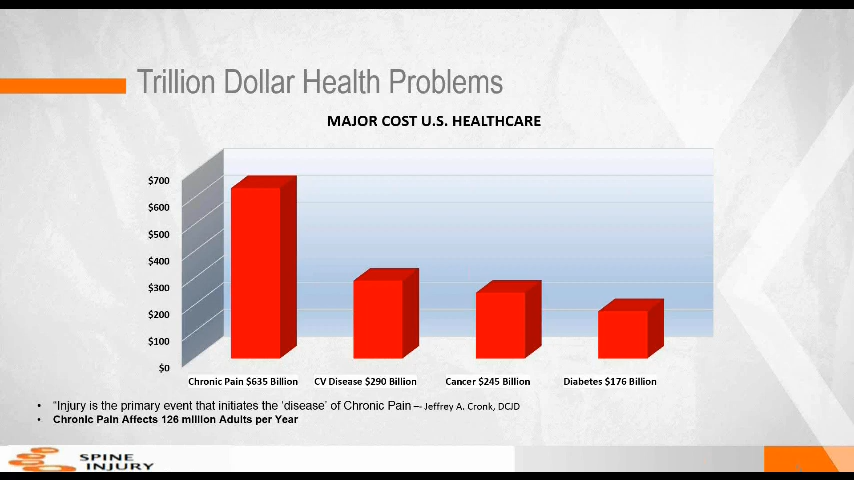 Trillion Dollar Health Problems
MAJOR COST U.S. HEALTHCARE
$700
$600
$500
$400
$300
$200
$100
$0
Chronic Pain $635 Billion CV Disease $290 Billion Cancer $245 Billion Diabetes $176 Billion
• "Injury is the primary event that initiates the 'disease' of Chronic Pain –- Jeffrey A. Cronk, DCJD
• Chronic Pain Affects 126 million Adults per Year
SPINE
INJURY